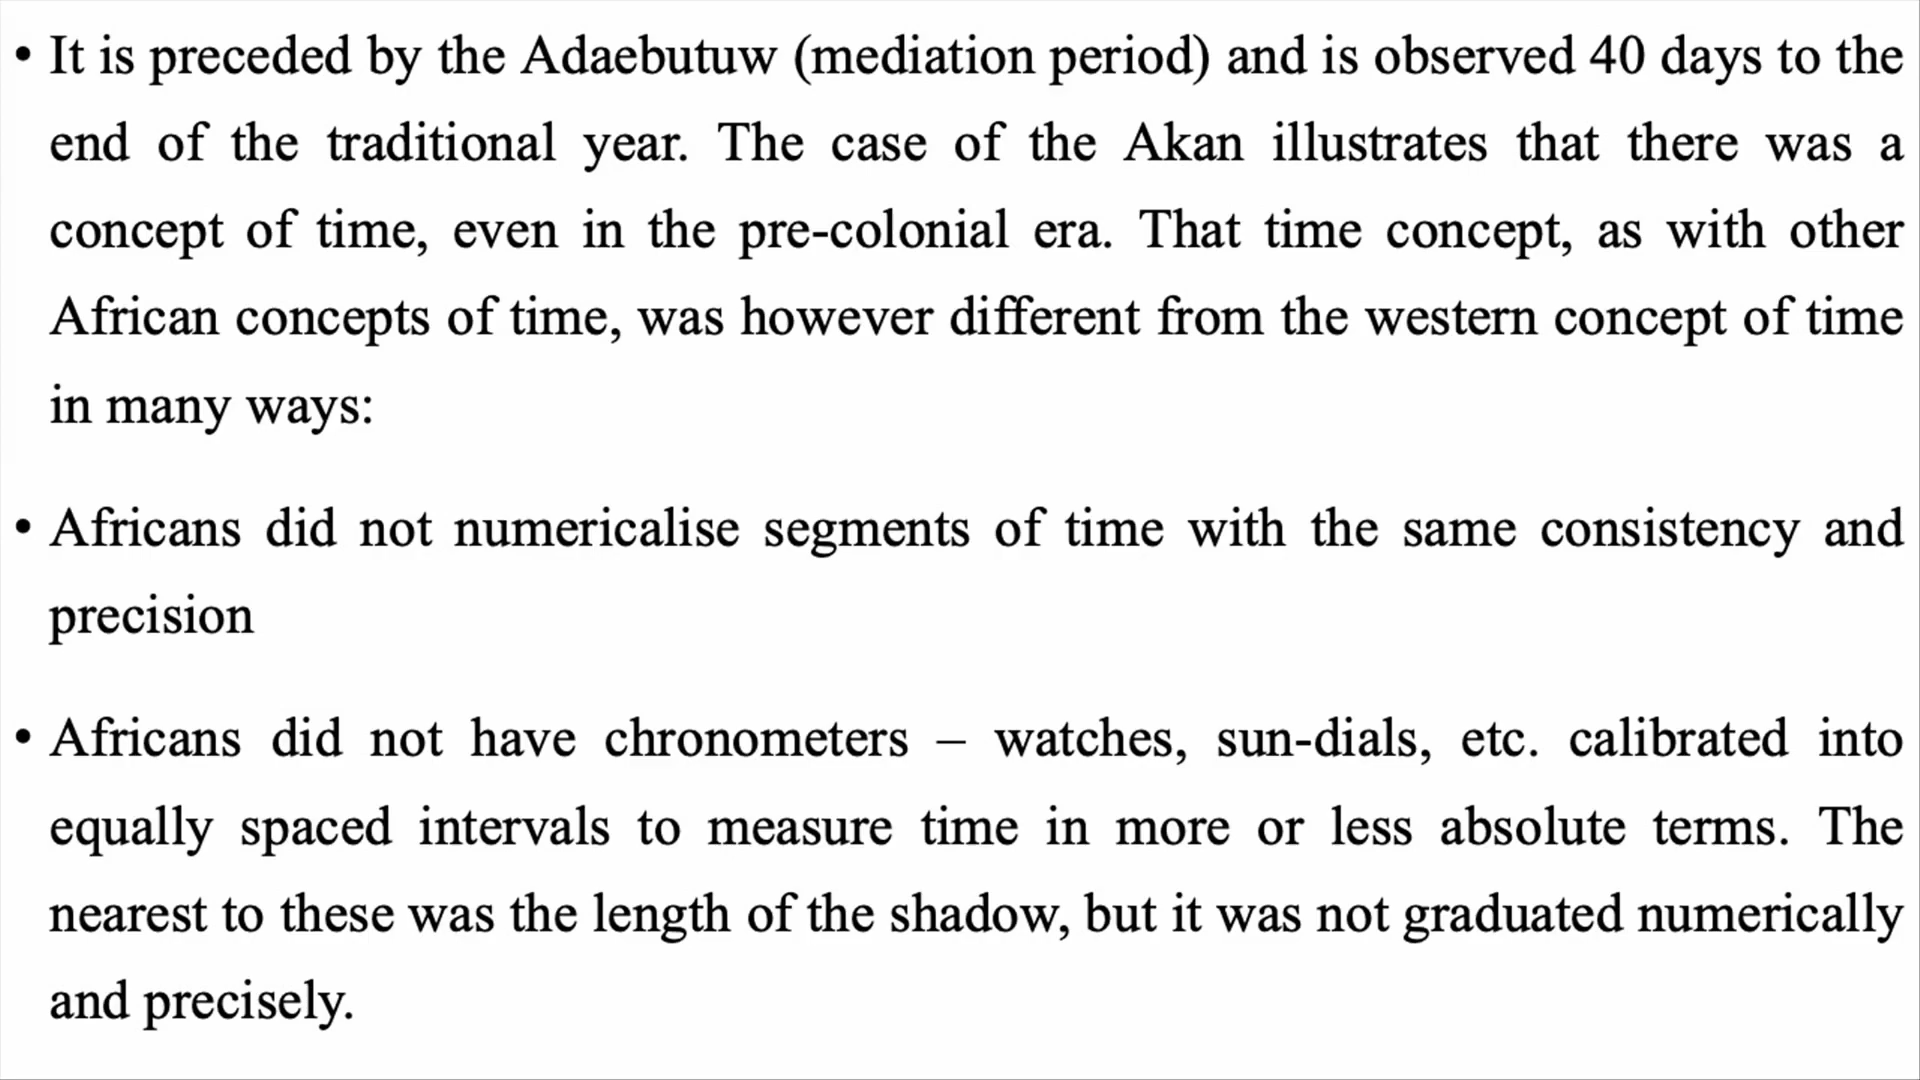 • It is preceded by the Adaebutuw (mediation period) and is observed 40 days to the
end of the traditional year. The case of the Akan illustrates that there was a
concept of time, even in the pre-colonial era. That time concept, as with other
African concepts of time, was however different from the western concept of time
in many ways:
• Africans did not numericalise segments of time with the same consistency and
precision
• Africans did not have chronometers – watches, sun-dials, etc. calibrated into
equally spaced intervals to measure time in more or less absolute terms. The
nearest to these was the length of the shadow, but it was not graduated numerically
and precisely.